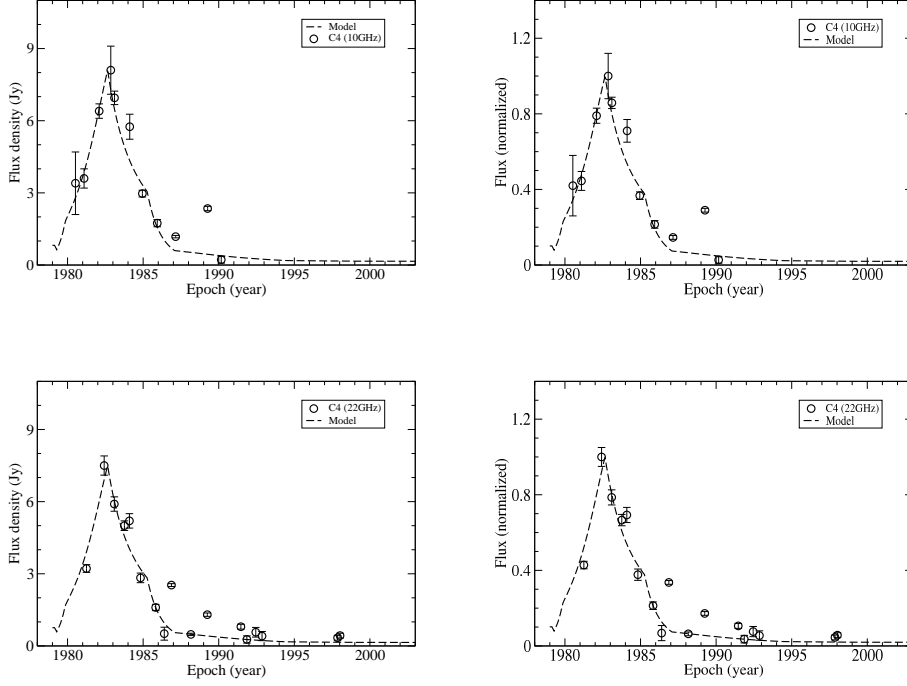 Model
C4 (10GHz)
9
6
3
0
Flux density (Jy)
1980 1985 1990 1995 2000
Epoch (year)
C4 (10GHz)
Model
1.2
0.8
0.4
0
Flux (normalized)
1980 1985 1990 1995 2000
Epoch (year)
C4 (22GHz)
Model
9
6
3
0
Flux density (Jy)
1980 1985 1990 1995 2000
Epoch (year)
C4 (22GHz)
Model
1.2
0.8
0.4
0
Flux (normalized)
1980 1985 1990 1995 2000
Epoch (year)